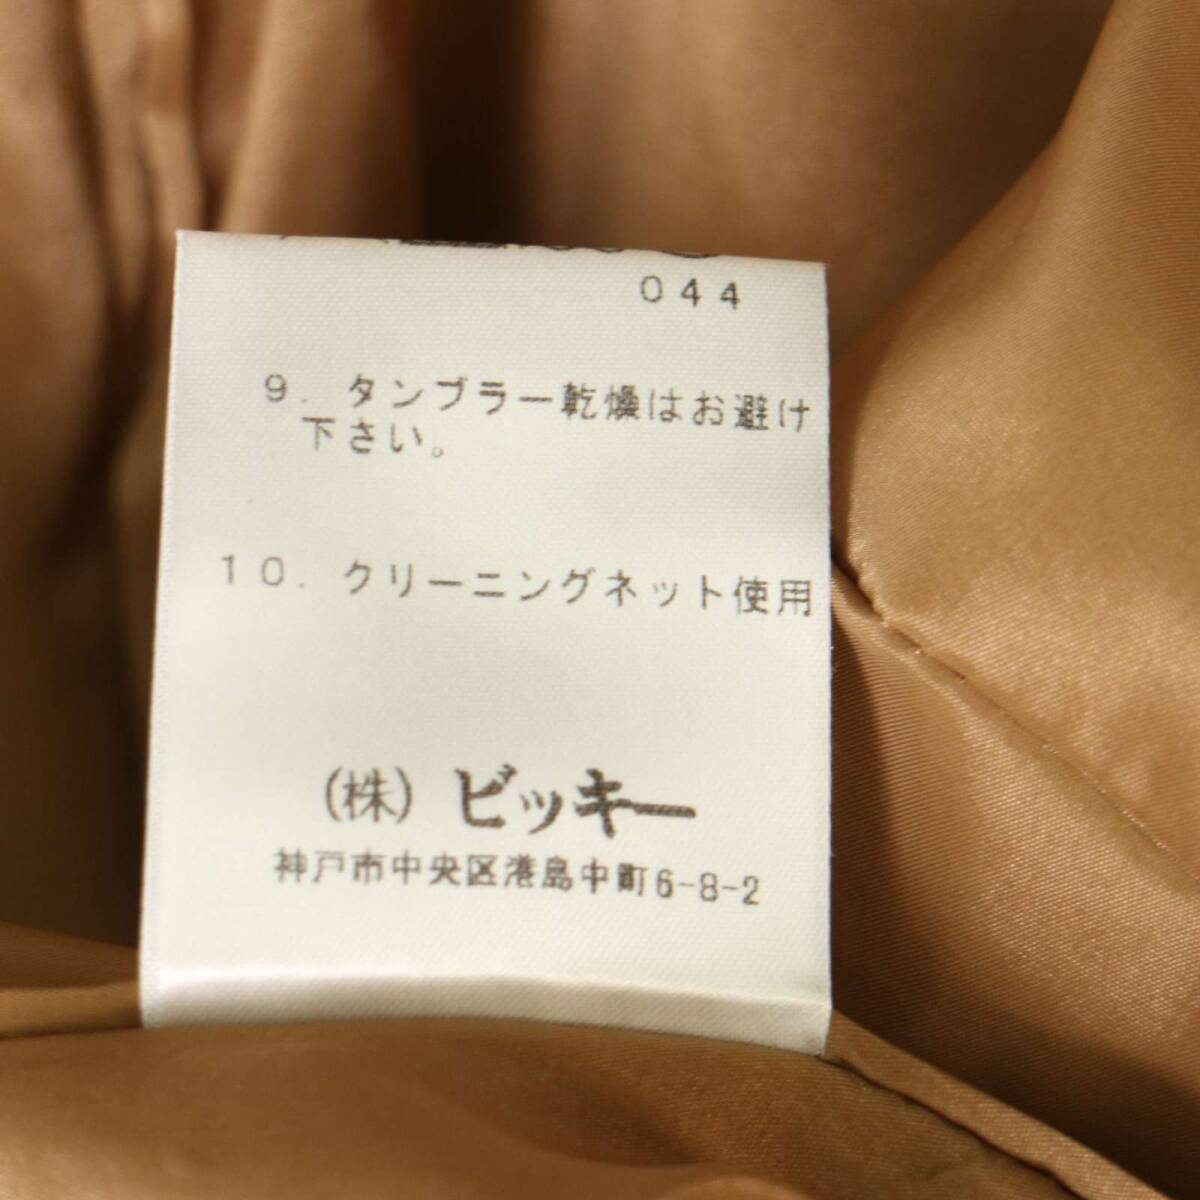 044
9. タンブラー乾燥はお避け
下さい。
10. クリーニングネット使用
(株) ビッキー
神戸市中央区港島中町6-8-2